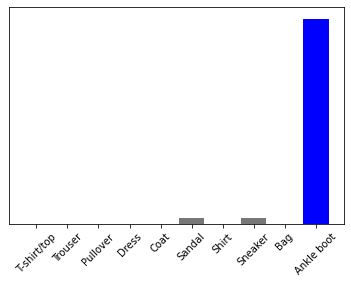 T-shirt/top
Trouser
Pullover
Dress
Coat
Sandal
Shirt
Sneaker
Bag
Ankle boot